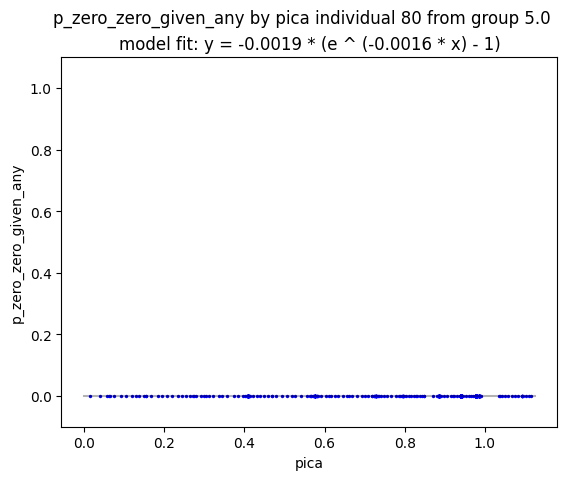 p_zero_zero_given_any by pica individual 80 from group 5.0
model fit: y = -0.0019 * (e ^ (-0.0016 * x) - 1)
1.0
0.8
0.6
0.4
0.2
0.0
p_zero_zero_given_any
0.0 0.2 0.4 0.6 0.8 1.0
pica